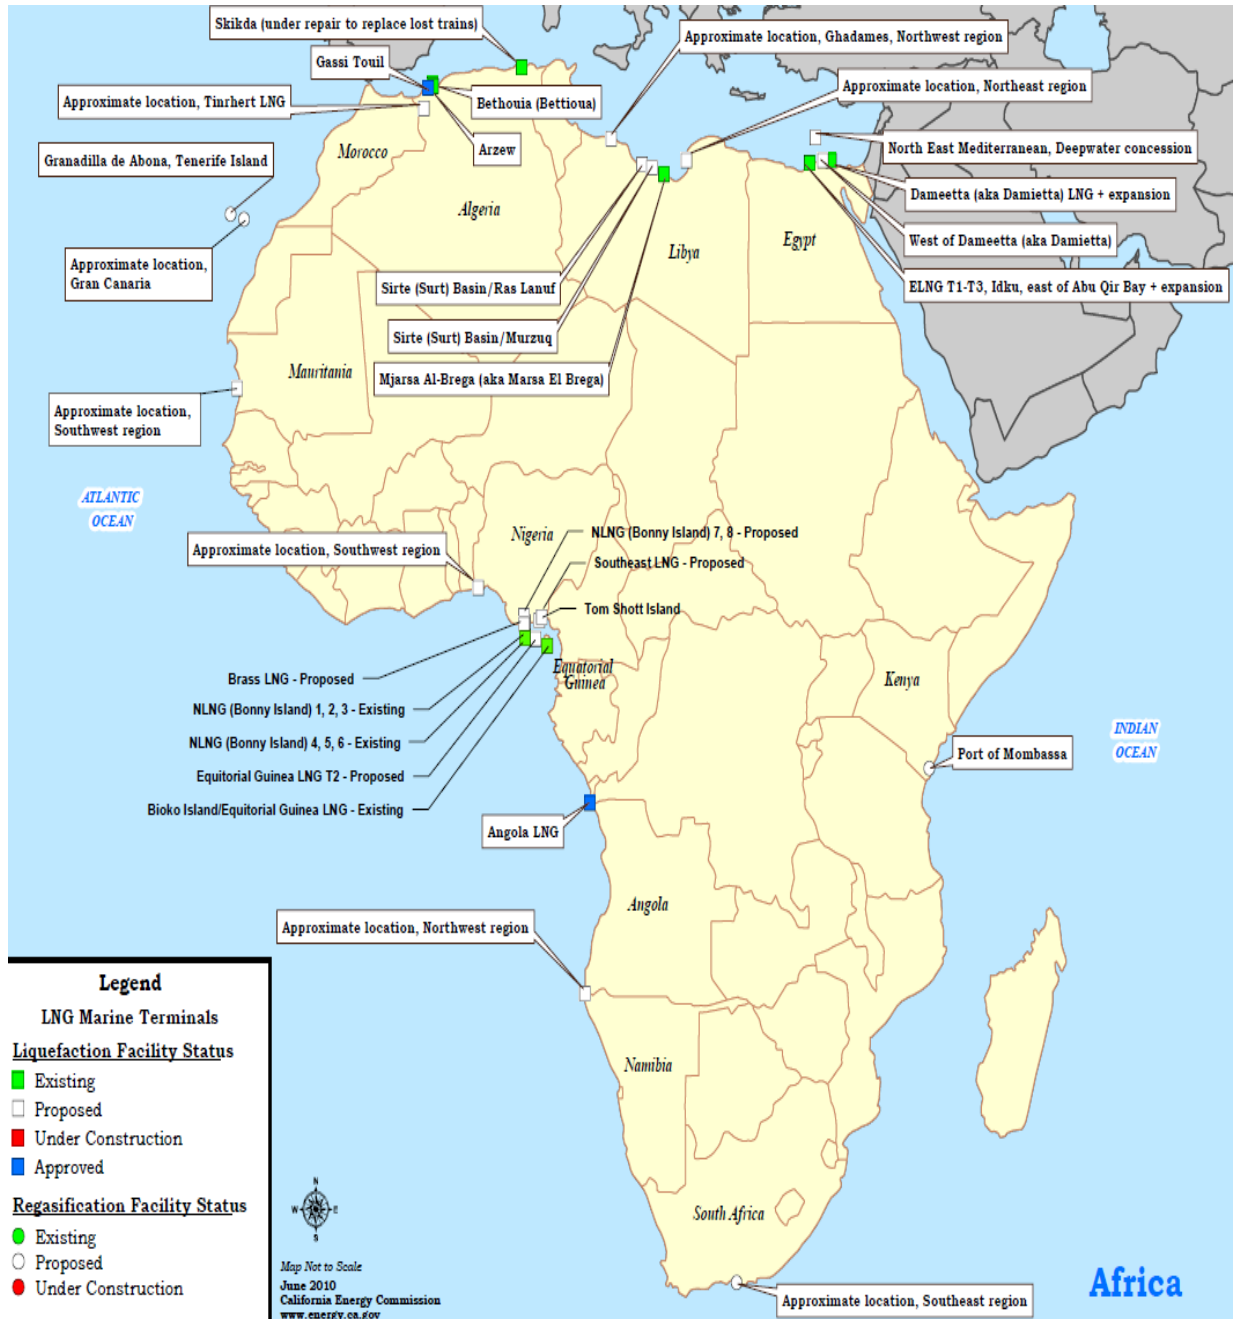 Skikda (under repair to replace lost trains)
Approximate location, Ghadames, Northwest region
Gassi Touil
Approximate location, Tinrhert LNG
Bethouia (Bettioua)
Approximate location, Northeast region
Morocco
Arzew
North East Mediterranean, Deepwater concession
Granadilla de Abona, Tenerife Island
Dameetta (aka Damietta) LNG + expansion
Algeria
Egypt
West of Dameetta (aka Damietta)
Libya
Approximate location,
Gran Canaria
Sirte (Surt) Basin/Ras Lanuf
ELNG T1-T3, Idku, east of Abu Qir Bay + expansion
Sirte (Surt) Basin/Murzuq
Mauritania
Mjarsa Al-Brega (aka Marsa El Brega)
Approximate location,
Southwest region
ATLANTIC
OCEAN
Nigeria
NLNG (Bonny Island) 7, 8 - Proposed
Approximate location, Southwest region
Southeast LNG - Proposed
Tom Shott Island
Equatorial
Guinea
Kenya
Brass LNG - Proposed
NLNG (Bonny Island) 1, 2, 3 - Existing
NLNG (Bonny Island) 4, 5, 6 - Existing
INDIAN
OCEAN
Port of Mombassa
Equitorial Guinea LNG T2 - Proposed
Bioko Island/Equitorial Guinea LNG - Existing
Angola LNG
Angola
Approximate location, Northwest region
Namibia
South Africa
Approximate location, Southeast region
Africa
Legend
LNG Marine Terminals
Liquefaction Facility Status
Existing
Proposed
Under Construction
Approved
Regasification Facility Status
Existing
Proposed
Under Construction
N
W E
S
Map Not to Scale
June 2010
California Energy Commission
www.energy.ca.gov